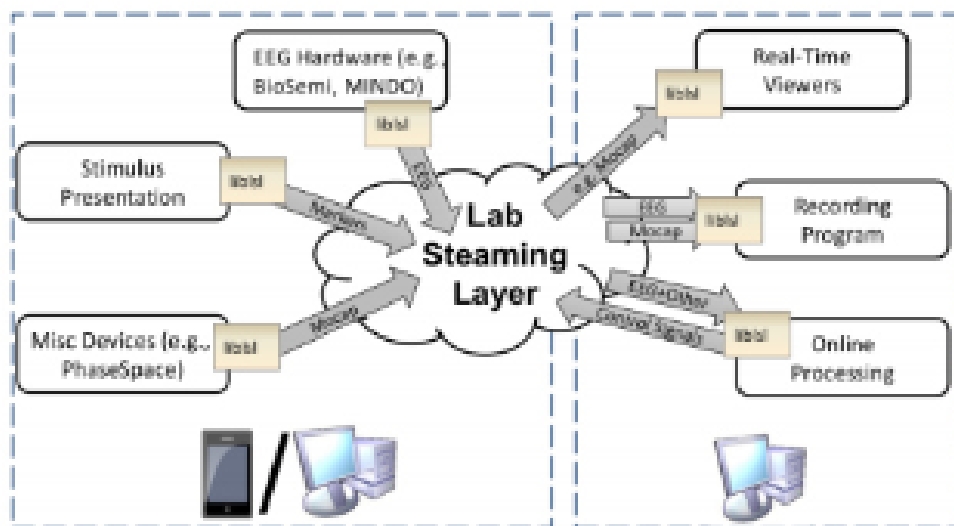 EEG Hardware (e.g.,
BioSemi, MINDO)
liblsl
Stimulus
Presentation
liblsl
Misc Devices (e.g.,
PhaseSpace)
liblsl
EEG
Markers
Mocap
Lab
Steaming
Layer
Real-Time
Viewers
liblsl
e.g. Mocap
EEG
Mocap
liblsl
Recording
Program
EEG+Other
Control Signals
liblsl
Online
Processing